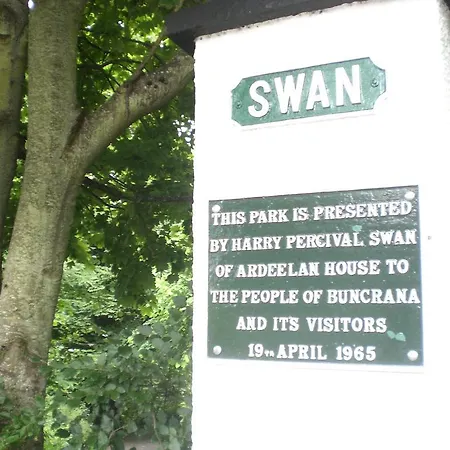 SWAN
THIS PARK IS PRESENTED
BY HARRY PERCIVAL SWAN
OF ARDEELAN HOUSE TO
THE PEOPLE OF BUNCRANA
AND IT'S VISITORS
19TH APRIL 1965